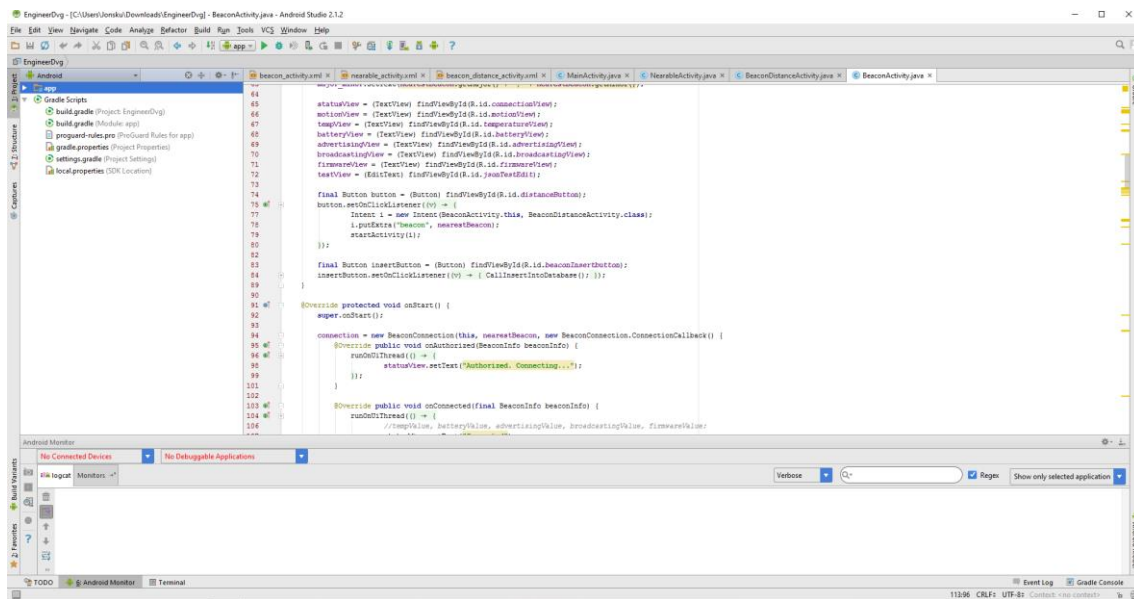 EngineerDvg - [C:\Users\Jonsku\Downloads\EngineerDvg] - BeaconActivity.java - Android Studio 2.1.2
File Edit View Navigate Code Analyze Refactor Build Run Tools VCS Window Help
app
EngineerDvg
Android
beacon_activity.xml × nearable_activity.xml × beacon_distance_activity.xml × MainActivity.java × NearableActivity.java × BeaconDistanceActivity.java × BeaconActivity.java ×
app
Gradle Scripts
build.gradle (Project: EngineerDvg)
build.gradle (Module: app)
proguard-rules.pro (ProGuard Rules for app)
gradle.properties (Project Properties)
settings.gradle (Project Settings)
local.properties (SDK Location)
1: Project
Z: Structure
Captures
64
65 statusView = (TextView) findViewById(R.id.connectionView);
66 motionView = (TextView) findViewById(R.id.motionView);
67 tempView = (TextView) findViewById(R.id.temperatureView);
68 batteryView = (TextView) findViewById(R.id.batteryView);
69 advertisingView = (TextView) findViewById(R.id.advertisingView);
70 broadcastingView = (TextView) findViewById(R.id.broadcastingView);
71 firmwareView = (TextView) findViewById(R.id.firmwareView);
72 testView = (EditText) findViewById(R.id.jsonTestEdit);
73
74 final Button button = (Button) findViewById(R.id.distanceButton);
75 button.setOnClickListener((v) → {
77 Intent i = new Intent(BeaconActivity.this, BeaconDistanceActivity.class);
78 i.putExtra("beacon", nearestBeacon);
79 startActivity(i);
80 });
82
83 final Button insertButton = (Button) findViewById(R.id.beaconInsertbutton);
84 insertButton.setOnClickListener((v) → { CallInsertIntoDatabase(); });
89 }
90
91 @Override protected void onStart() {
92 super.onStart();
93
94 connection = new BeaconConnection(this, nearestBeacon, new BeaconConnection.ConnectionCallback() {
95 @Override public void onAuthorized(BeaconInfo beaconInfo) {
96 runOnUiThread(() → {
98 statusView.setText("Authorized. Connecting...");
99 });
101 }
102
103 @Override public void onConnected(final BeaconInfo beaconInfo) {
104 runOnUiThread(() → {
106 //tempValue, batteryValue, advertisingValue, broadcastingValue, firmwareValue;
Android Monitor
No Connected Devices No Debuggable Applications
logcat Monitors
Verbose Regex Show only selected application
Build Variants
2: Favorites
TODO 6: Android Monitor Terminal Event Log Gradle Console
113:96 CRLF: UTF-8: Context: <no context>